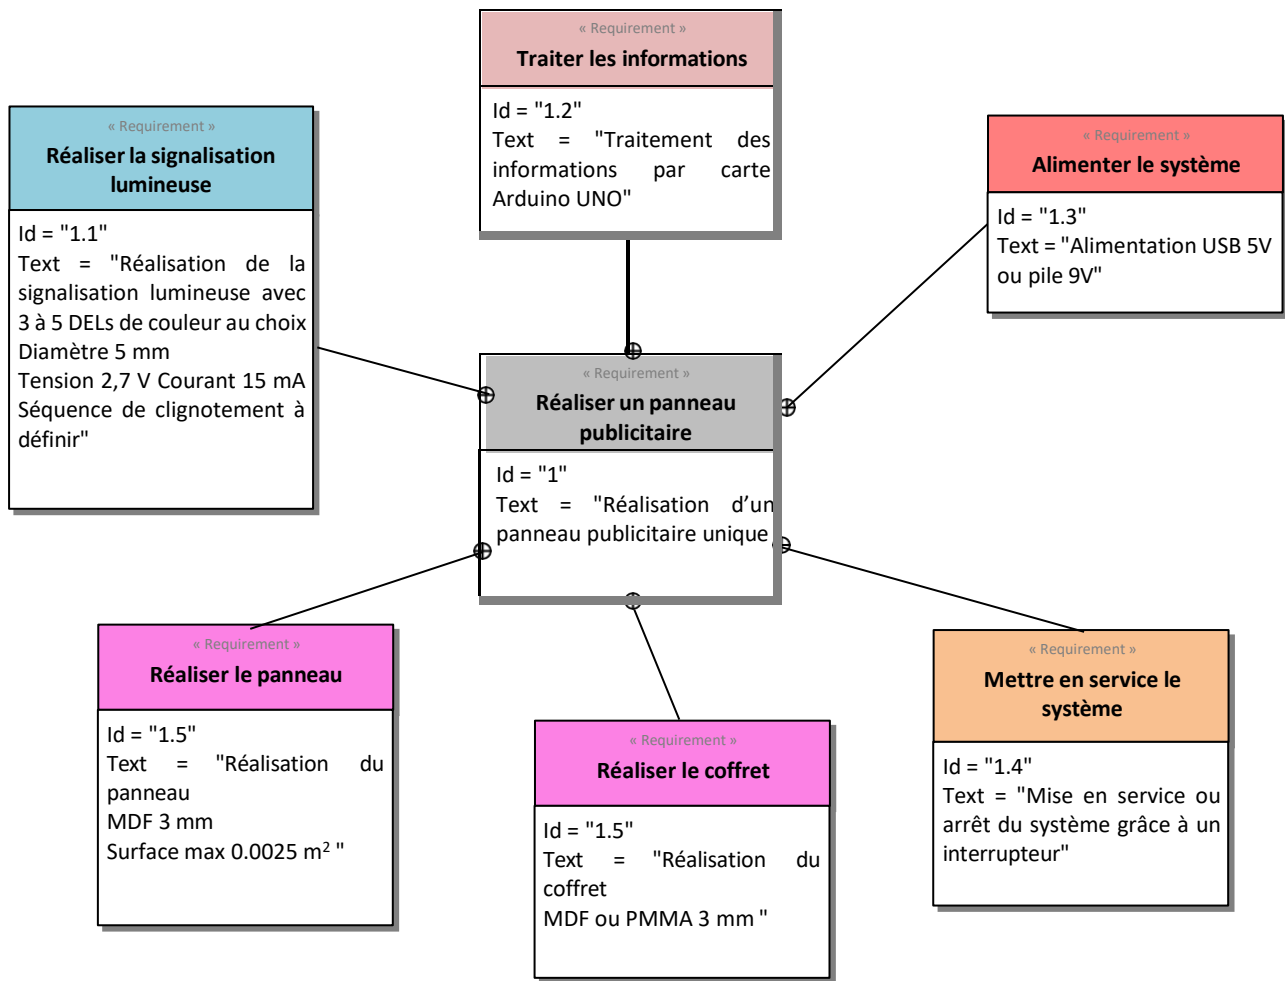 « Requirement »
Traiter les informations
Id = "1.2"
Text = "Traitement des
informations par carte
Arduino UNO"
« Requirement »
Réaliser la signalisation
lumineuse
Id = "1.1"
Text = "Réalisation de la
signalisation lumineuse avec
3 à 5 DELs de couleur au choix
Diamètre 5 mm
Tension 2,7 V Courant 15 mA
Séquence de clignotement à
définir"
« Requirement »
Alimenter le système
Id = "1.3"
Text = "Alimentation USB 5V
ou pile 9V"
« Requirement »
Réaliser un panneau
publicitaire
Id = "1"
Text = "Réalisation d’un
panneau publicitaire unique
« Requirement »
Réaliser le panneau
Id = "1.5"
Text = "Réalisation du
panneau
MDF 3 mm
Surface max 0.0025 m² "
« Requirement »
Réaliser le coffret
Id = "1.5"
Text = "Réalisation du
coffret
MDF ou PMMA 3 mm "
« Requirement »
Mettre en service le
système
Id = "1.4"
Text = "Mise en service ou
arrêt du système grâce à un
interrupteur"